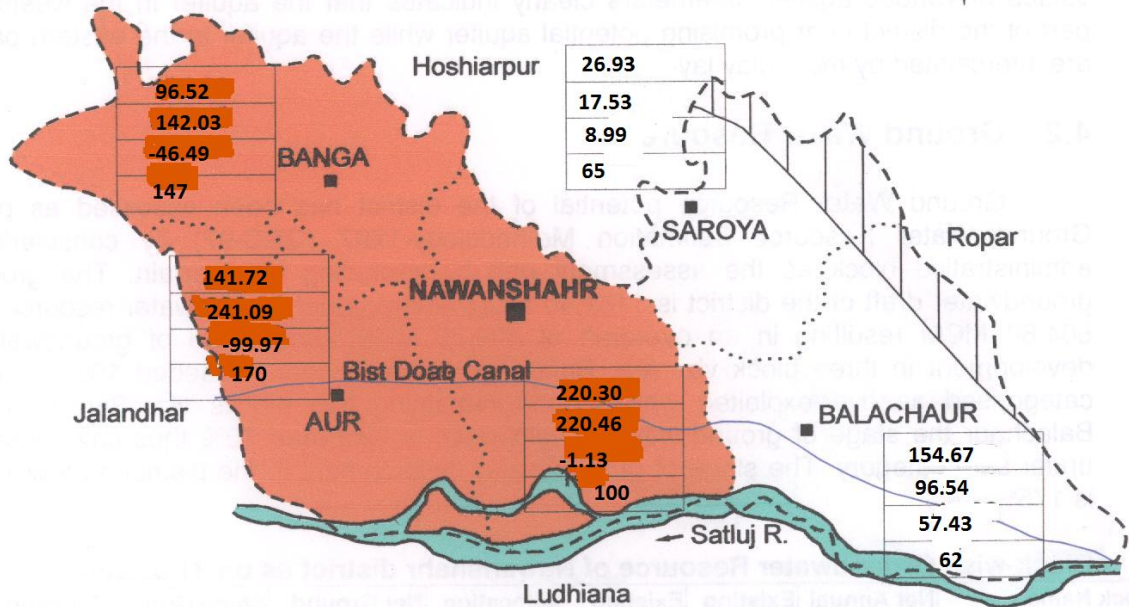 Hoshiarpur
26.93
17.53
8.99
65
96.52
142.03
-46.49
147
BANGA
SAROYA
Ropar
141.72
241.09
-99.97
170
NAWANSHAHR
Bist Doab Canal
AUR
Jalandhar
220.30
220.46
-1.13
100
BALACHAUR
154.67
96.54
57.43
62
Satluj R.
Ludhiana